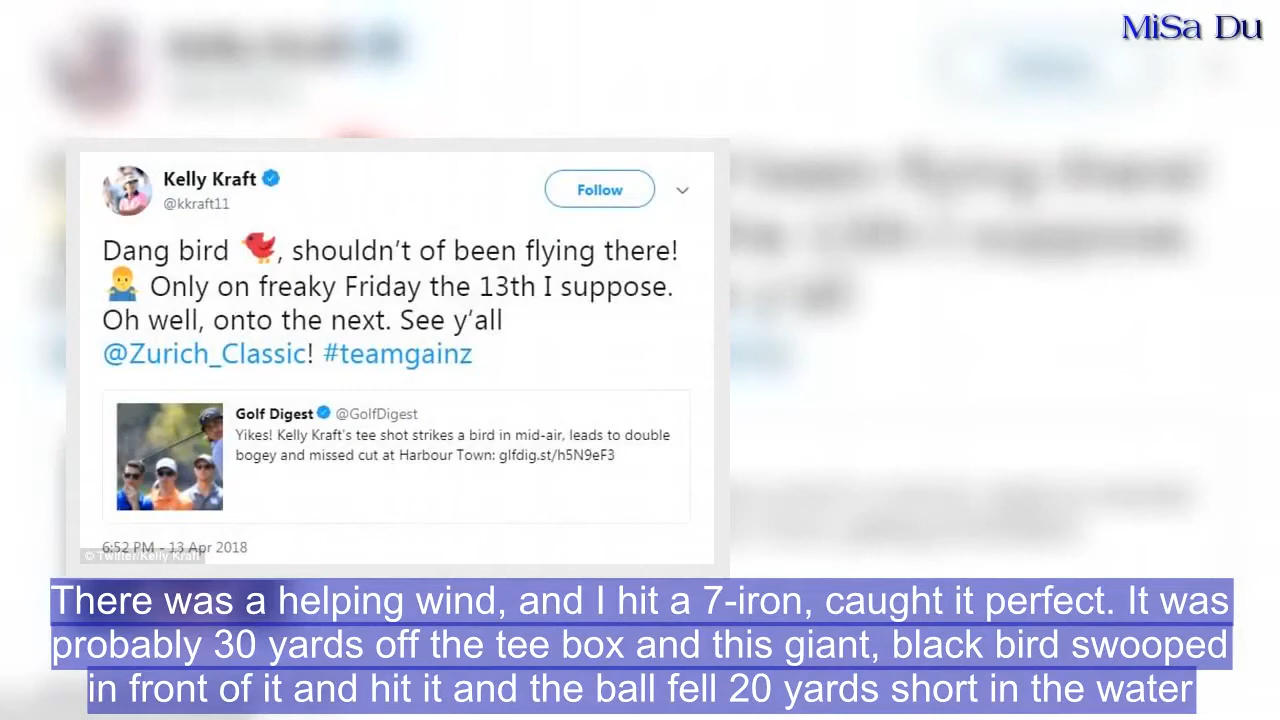 MiSa Du
Kelly Kraft
@kkraft11
Follow
Dang bird 🐦, shouldn't of been flying there!
🤷‍♂️ Only on freaky Friday the 13th I suppose.
Oh well, onto the next. See y'all
@Zurich_Classic! #teamgainz
Golf Digest @GolfDigest
Yikes! Kelly Kraft's tee shot strikes a bird in mid-air, leads to double
bogey and missed cut at Harbour Town: glfdig.st/h5N9eF3
6:52 PM - 13 Apr 2018
© Twitter/Kelly Kraft
There was a helping wind, and I hit a 7-iron, caught it perfect. It was
probably 30 yards off the tee box and this giant, black bird swooped
in front of it and hit it and the ball fell 20 yards short in the water